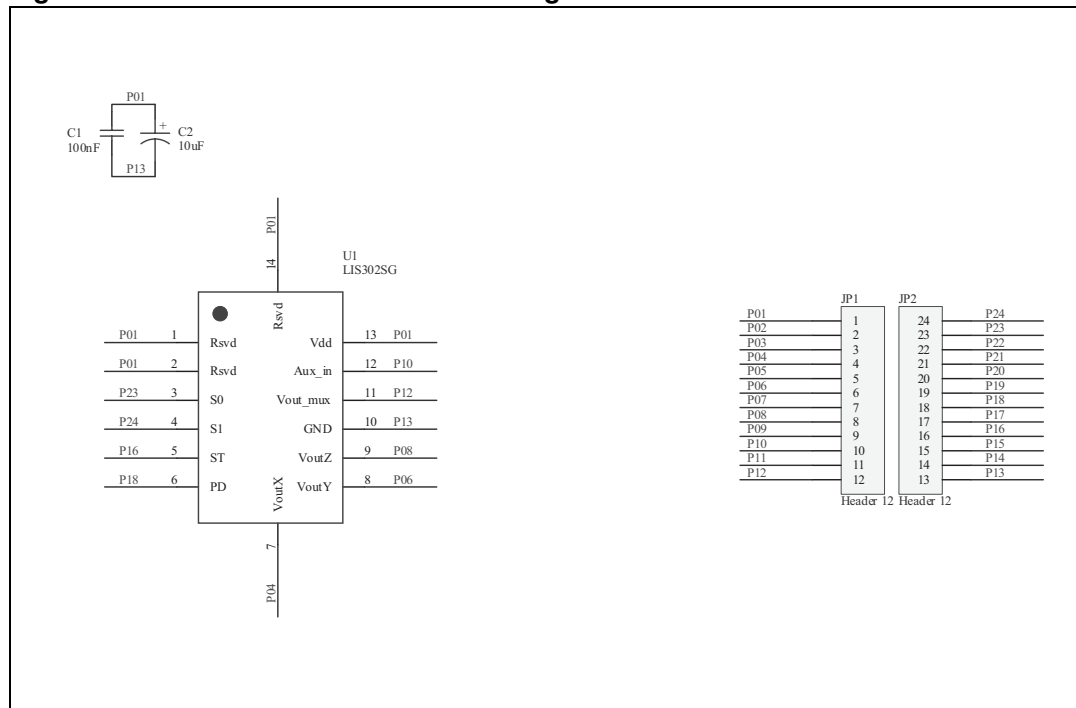 P01
C1
100nF
+
C2
10uF
P13
P01
14
U1
LIS302SG
Rsvd
P01 1 Rsvd Vdd 13 P01
P01 2 Rsvd Aux_in 12 P10
P23 3 S0 Vout_mux 11 P12
P24 4 S1 GND 10 P13
P16 5 ST VoutZ 9 P08
P18 6 PD VoutY 8 P06
VoutX
7
P04
JP1 JP2
P01 1 24 P24
P02 2 23 P23
P03 3 22 P22
P04 4 21 P21
P05 5 20 P20
P06 6 19 P19
P07 7 18 P18
P08 8 17 P17
P09 9 16 P16
P10 10 15 P15
P11 11 14 P14
P12 12 13 P13
Header 12 Header 12